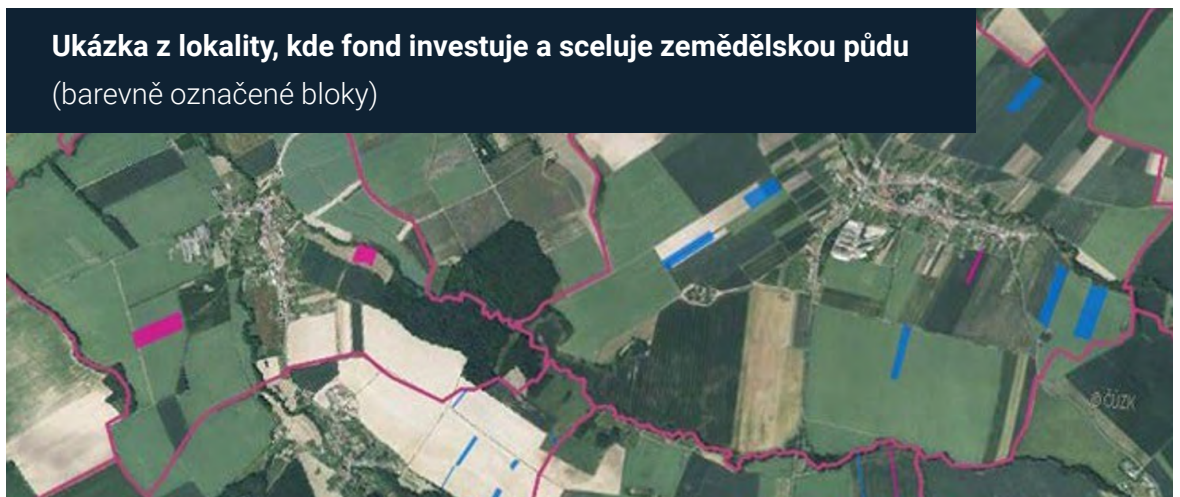 Ukázka z lokality, kde fond investuje a sceluje zemědělskou půdu
(barevně označené bloky)
© ČÚZK